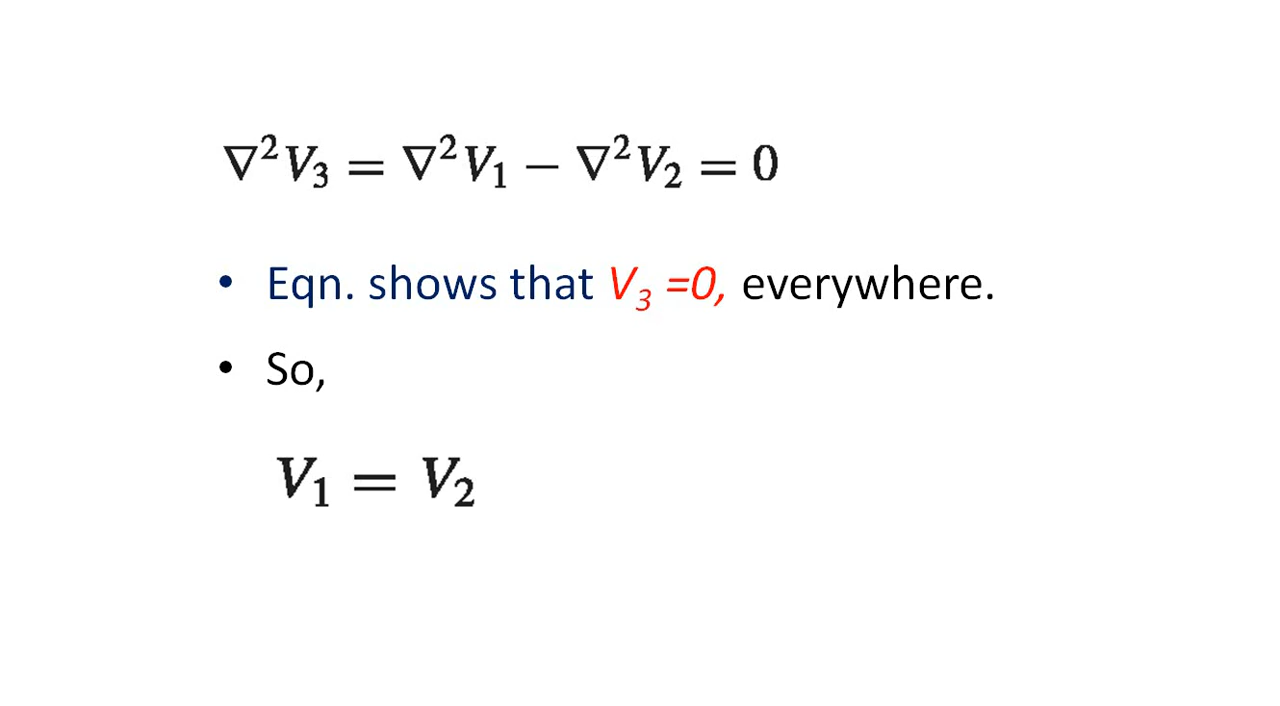 ∇²V₃ = ∇²V₁ − ∇²V₂ = 0
• Eqn. shows that V₃ =0, everywhere.
• So,
V₁ = V₂